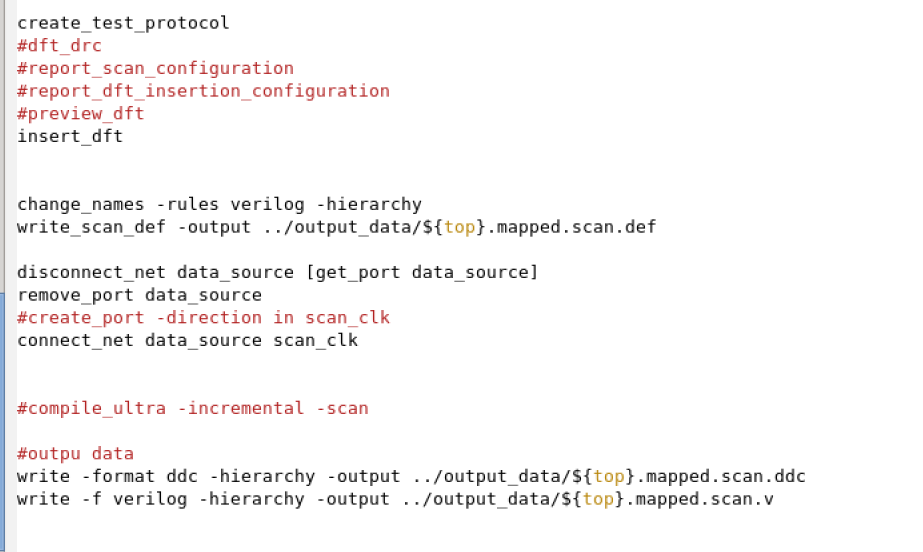 create_test_protocol
#dft_drc
#report_scan_configuration
#report_dft_insertion_configuration
#preview_dft
insert_dft
change_names -rules verilog -hierarchy
write_scan_def -output ../output_data/${top}.mapped.scan.def
disconnect_net data_source [get_port data_source]
remove_port data_source
#create_port -direction in scan_clk
connect_net data_source scan_clk
#compile_ultra -incremental -scan
#outpu data
write -format ddc -hierarchy -output ../output_data/${top}.mapped.scan.ddc
write -f verilog -hierarchy -output ../output_data/${top}.mapped.scan.v